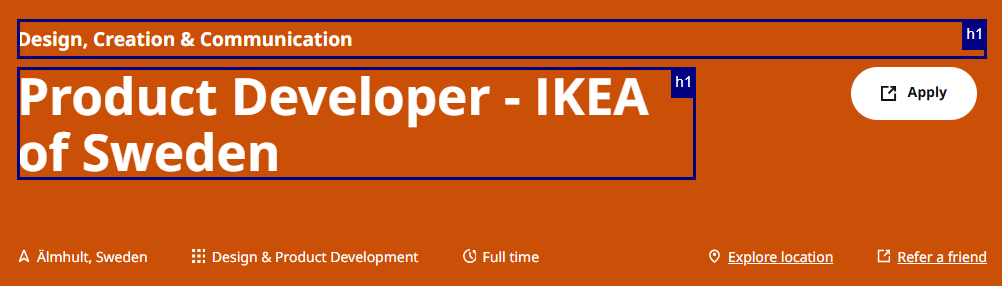 Design, Creation & Communication
h1
Product Developer - IKEA
of Sweden
h1
Apply
Älmhult, Sweden
Design & Product Development
Full time
Explore location
Refer a friend